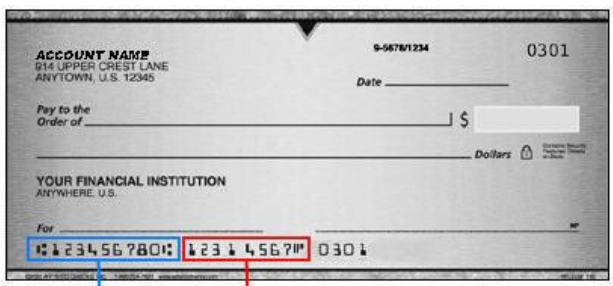 ACCOUNT NAME
914 UPPER CREST LANE
ANYTOWN, U.S. 12345
9-5678/1234
0301
Date
Pay to the
Order of
$
Dollars
YOUR FINANCIAL INSTITUTION
ANYWHERE, U.S.
For
MP
⑆123456780⑆ 1231 4567⑈ 0301